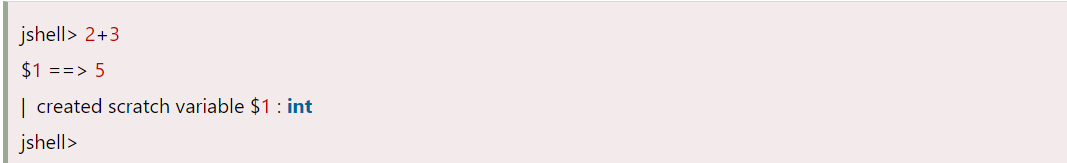 jshell> 2+3
$1 ==> 5
| created scratch variable $1 : int
jshell>